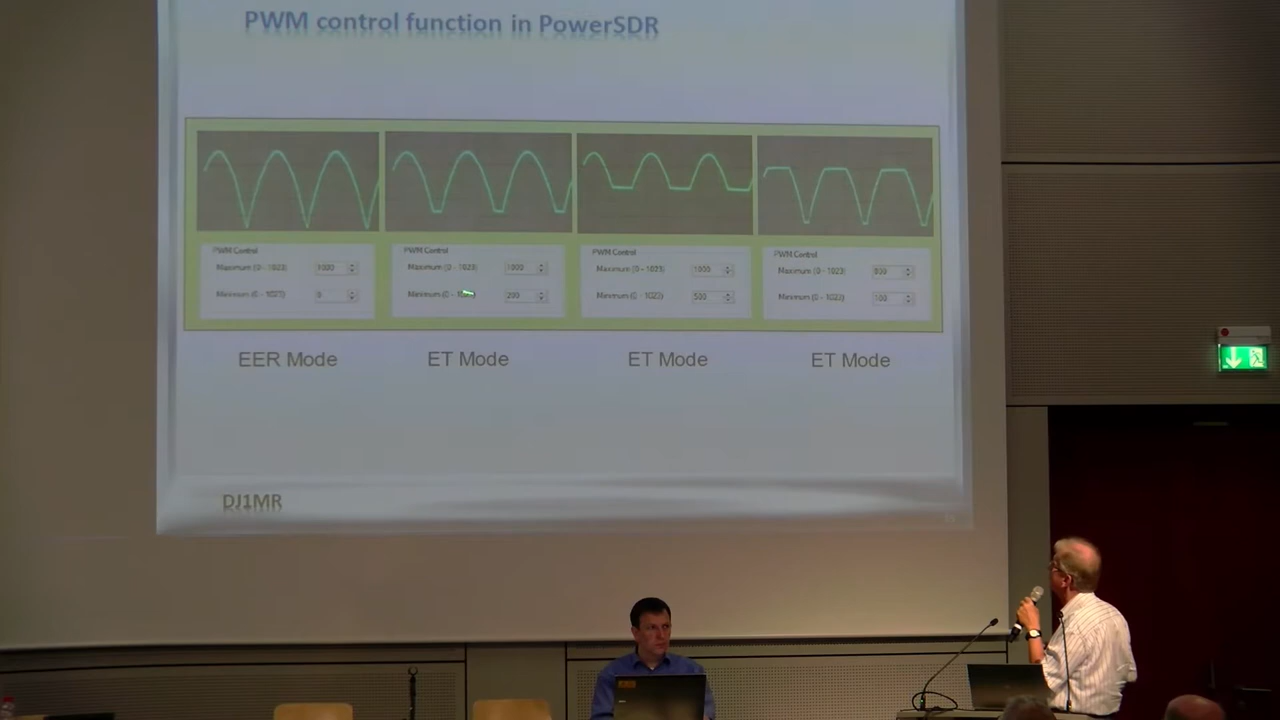 PWM control function in PowerSDR
PWM Control
Maximum (0 - 1023) 1000
Minimum (0 - 1023) 0
PWM Control
Maximum (0 - 1023) 1000
Minimum (0 - 200
PWM Control
Maximum (0 - 1023) 1000
Minimum (0 - 1023) 500
PWM Control
Maximum (0 - 1023) 800
Minimum (0 - 1023) 100
EER Mode
ET Mode
ET Mode
ET Mode
DJ1MR